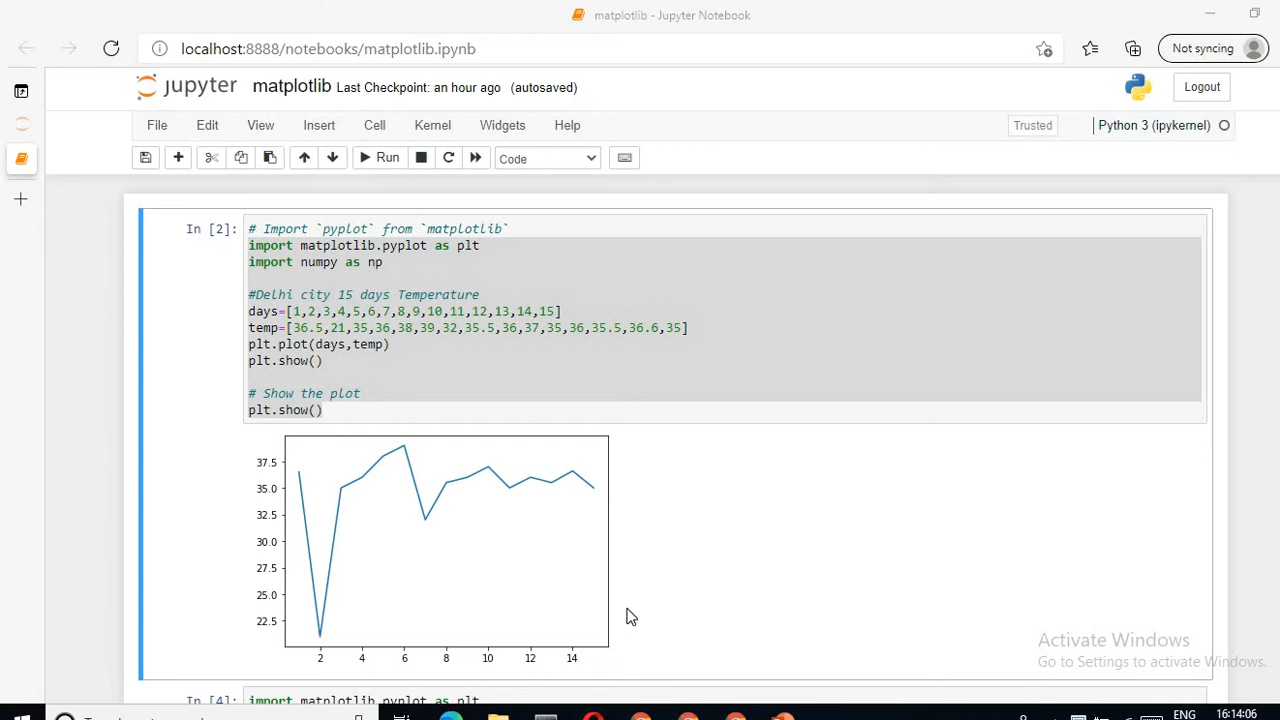 matplotlib - Jupyter Notebook
localhost:8888/notebooks/matplotlib.ipynb
Not syncing
jupyter matplotlib Last Checkpoint: an hour ago (autosaved)
Logout
File Edit View Insert Cell Kernel Widgets Help
Trusted
Python 3 (ipykernel)
Run
Code
In [2]:
# Import `pyplot` from `matplotlib`
import matplotlib.pyplot as plt
import numpy as np
#Delhi city 15 days Temperature
days=[1,2,3,4,5,6,7,8,9,10,11,12,13,14,15]
temp=[36.5,21,35,36,38,39,32,35.5,36,37,35,36,35.5,36.6,35]
plt.plot(days,temp)
plt.show()
# Show the plot
plt.show()
37.5
35.0
32.5
30.0
27.5
25.0
22.5
2 4 6 8 10 12 14
Activate Windows
Go to Settings to activate Windows.
In [4]:
import matplotlib.pyplot as plt
ENG
16:14:06